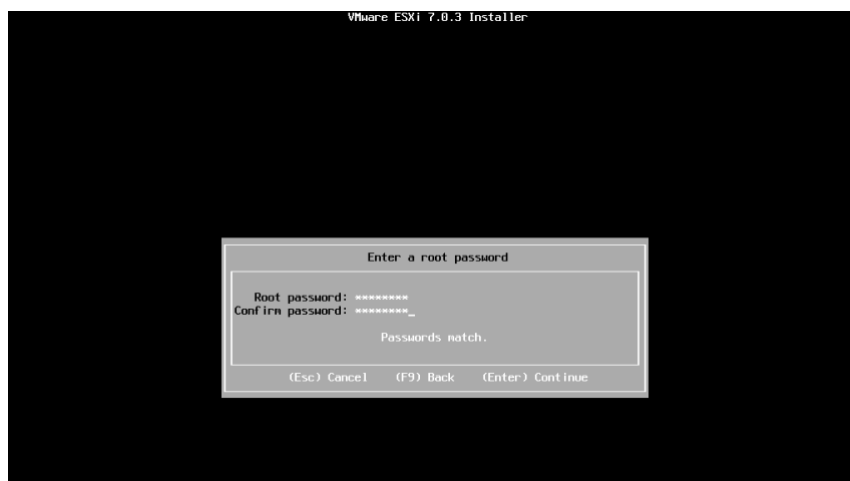 VMware ESXi 7.0.3 Installer
Enter a root password
Root password: ********
Confirm password: ********_
Passwords match.
(Esc) Cancel (F9) Back (Enter) Continue